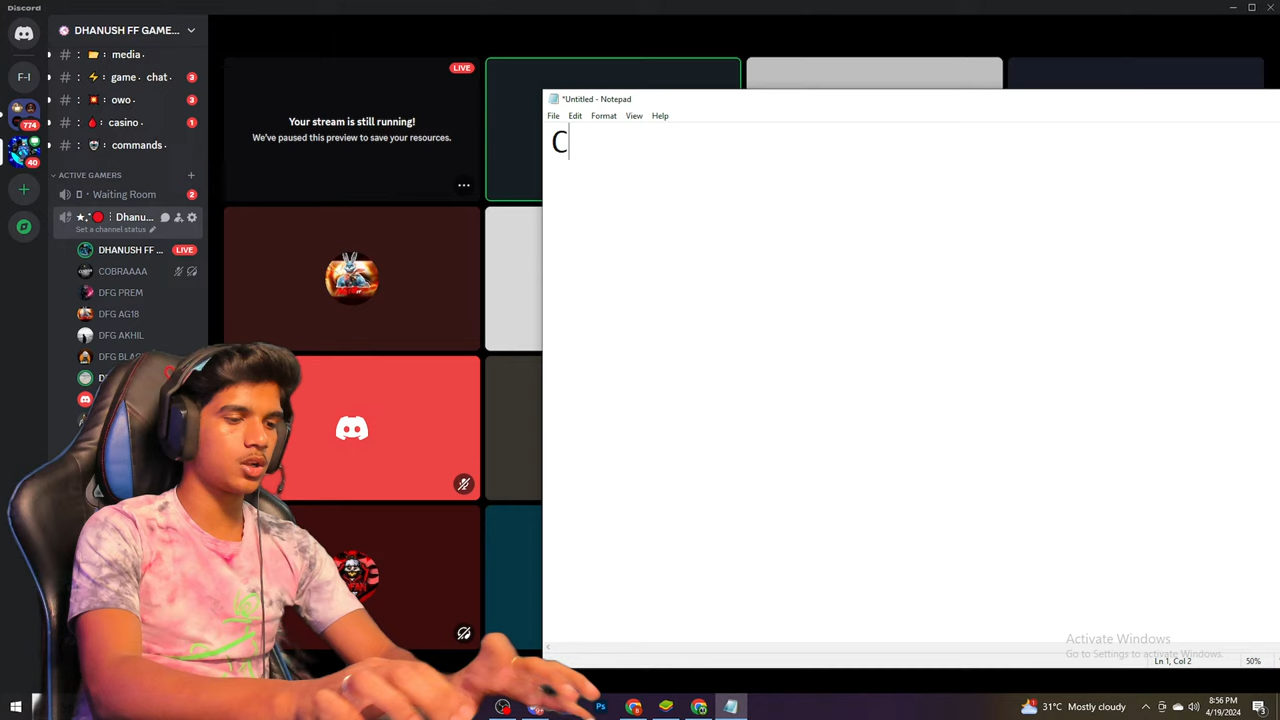 Discord
DHANUSH FF GAME...
# : media·
# : game· chat· 3
# : owo· 3
# : casino· 1
# : commands·
F-I
774
40
ACTIVE GAMERS
Waiting Room 2
Dhanu...
Set a channel status
DHANUSH FF ... LIVE
COBRAAAA
DFG PREM
DFG AG18
DFG AKHIL
LIVE
Your stream is still running!
We've paused this preview to save your resources.
*Untitled - Notepad
File Edit Format View Help
C
Activate Windows
Go to Settings to activate Windows.
Ln 1, Col 2 50%
Ps
31°C Mostly cloudy
8:56 PM
4/19/2024
3